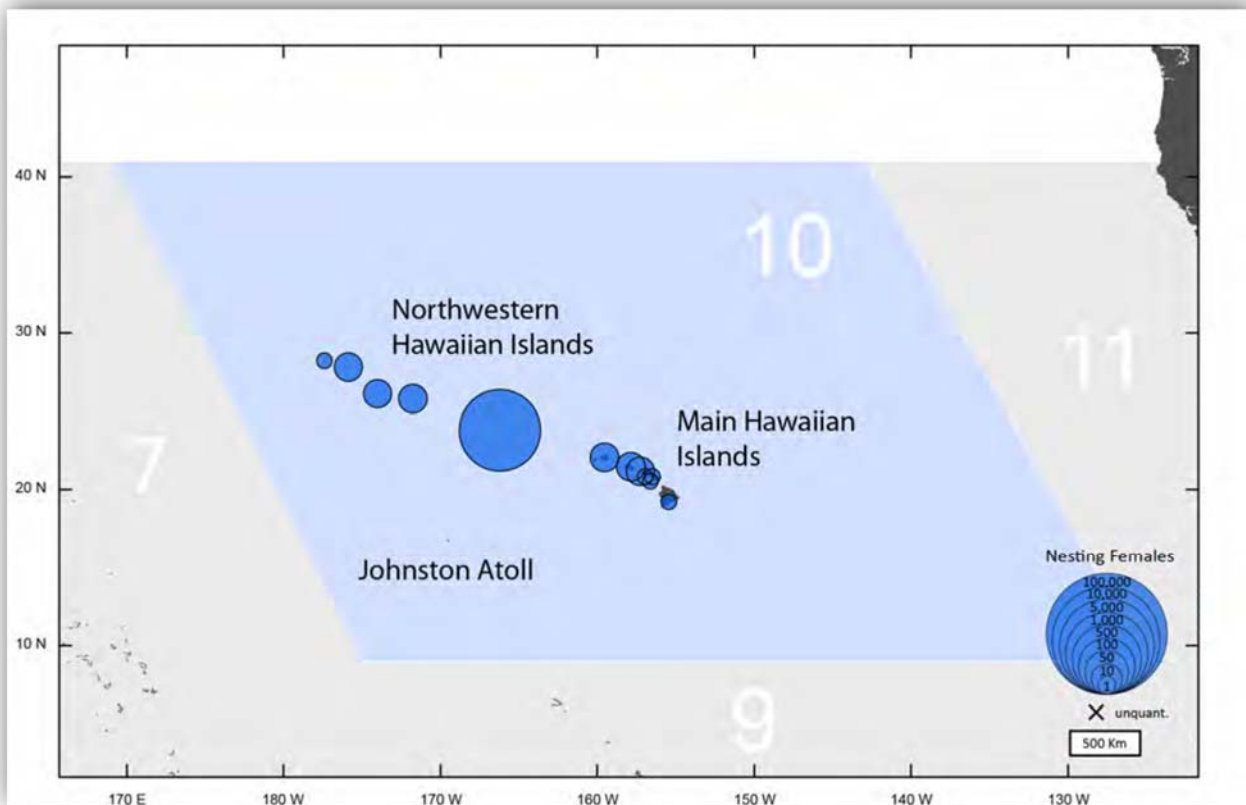 40 N
30 N
20 N
10 N
10
Northwestern
Hawaiian Islands
11
Main Hawaiian
Islands
7
Johnston Atoll
Nesting Females
100,000
10,000
5,000
1,000
500
100
50
10
1
unquant.
500 Km
9
170 E
180 W
170 W
160 W
150 W
140 W
130 W